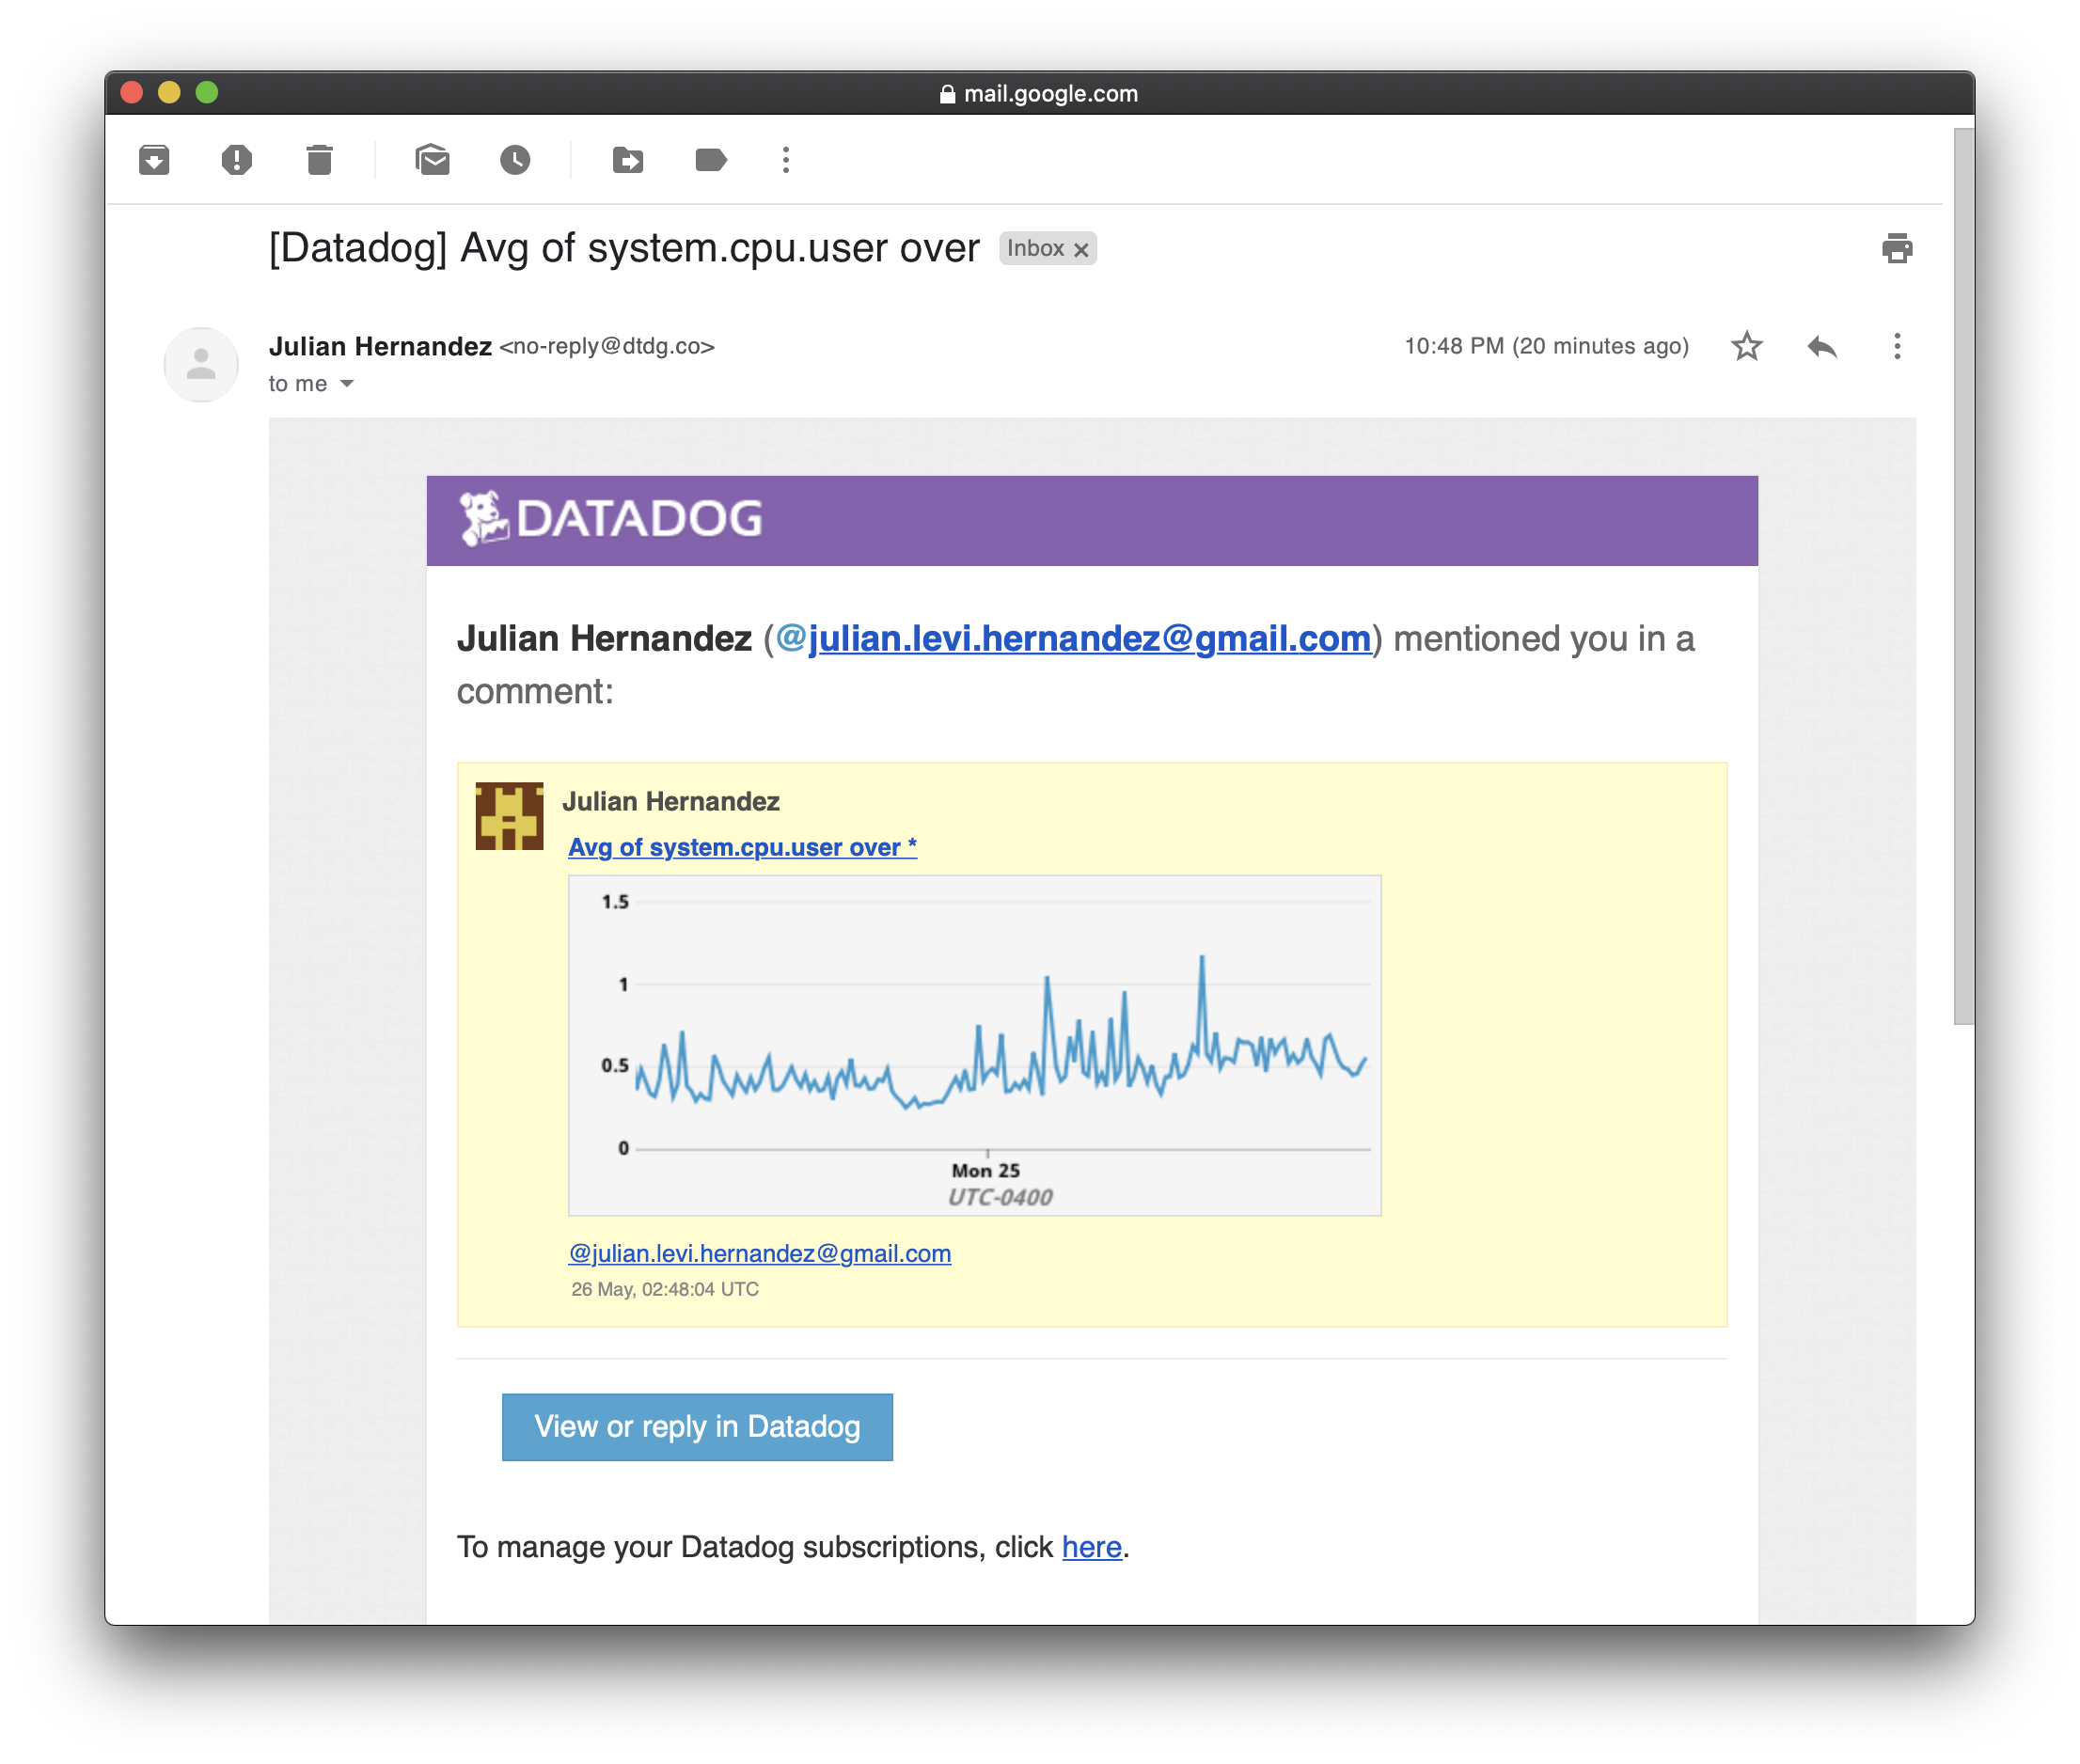 mail.google.com
[Datadog] Avg of system.cpu.user over Inbox x
Julian Hernandez <no-reply@dtdg.co>
10:48 PM (20 minutes ago)
to me
DATADOG
Julian Hernandez (@julian.levi.hernandez@gmail.com) mentioned you in a
comment:
Julian Hernandez
Avg of system.cpu.user over *
1.5
1
0.5
0
Mon 25
UTC-0400
@julian.levi.hernandez@gmail.com
26 May, 02:48:04 UTC
View or reply in Datadog
To manage your Datadog subscriptions, click here.